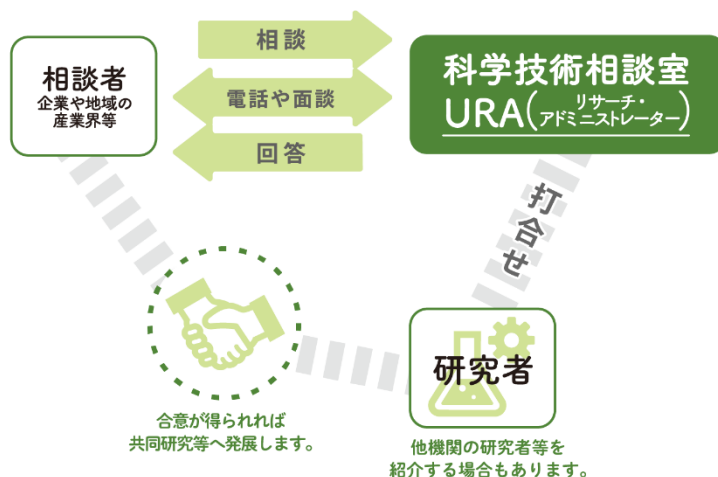 相談者
企業や地域の
産業界等
相談
電話や面談
回答
科学技術相談室
URA(リサーチ・アドミニストレーター)
打合せ
研究者
合意が得られれば
共同研究等へ発展します。
他機関の研究者等を
紹介する場合もあります。